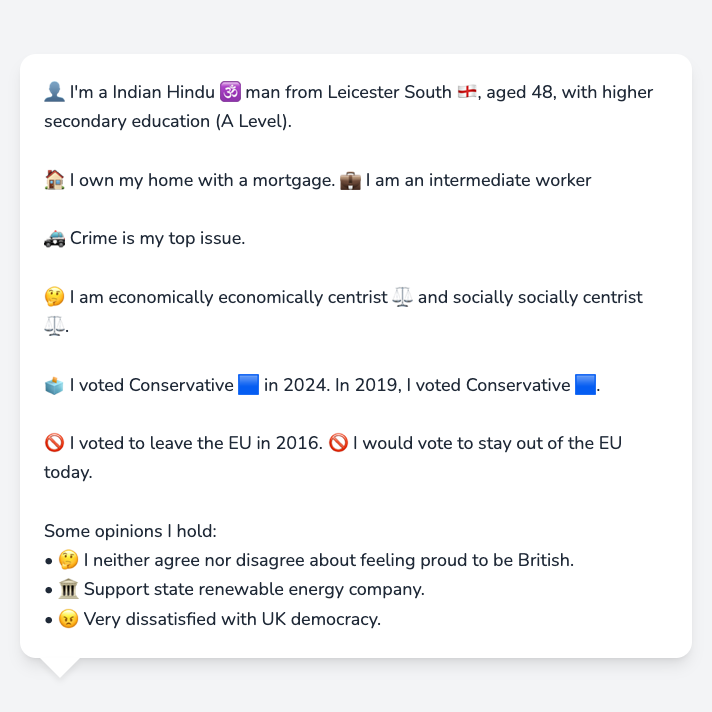 👤 I'm a Indian Hindu 🕉️ man from Leicester South 🏴󠁧󠁢󠁥󠁮󠁧󠁿, aged 48, with higher
secondary education (A Level).
🏠 I own my home with a mortgage. 💼 I am an intermediate worker
🚓 Crime is my top issue.
🤔 I am economically economically centrist ⚖️ and socially socially centrist
⚖️.
🗳️ I voted Conservative 🟦 in 2024. In 2019, I voted Conservative 🟦.
🚫 I voted to leave the EU in 2016. 🚫 I would vote to stay out of the EU
today.
Some opinions I hold:
• 🤔 I neither agree nor disagree about feeling proud to be British.
• 🏛️ Support state renewable energy company.
• 😠 Very dissatisfied with UK democracy.